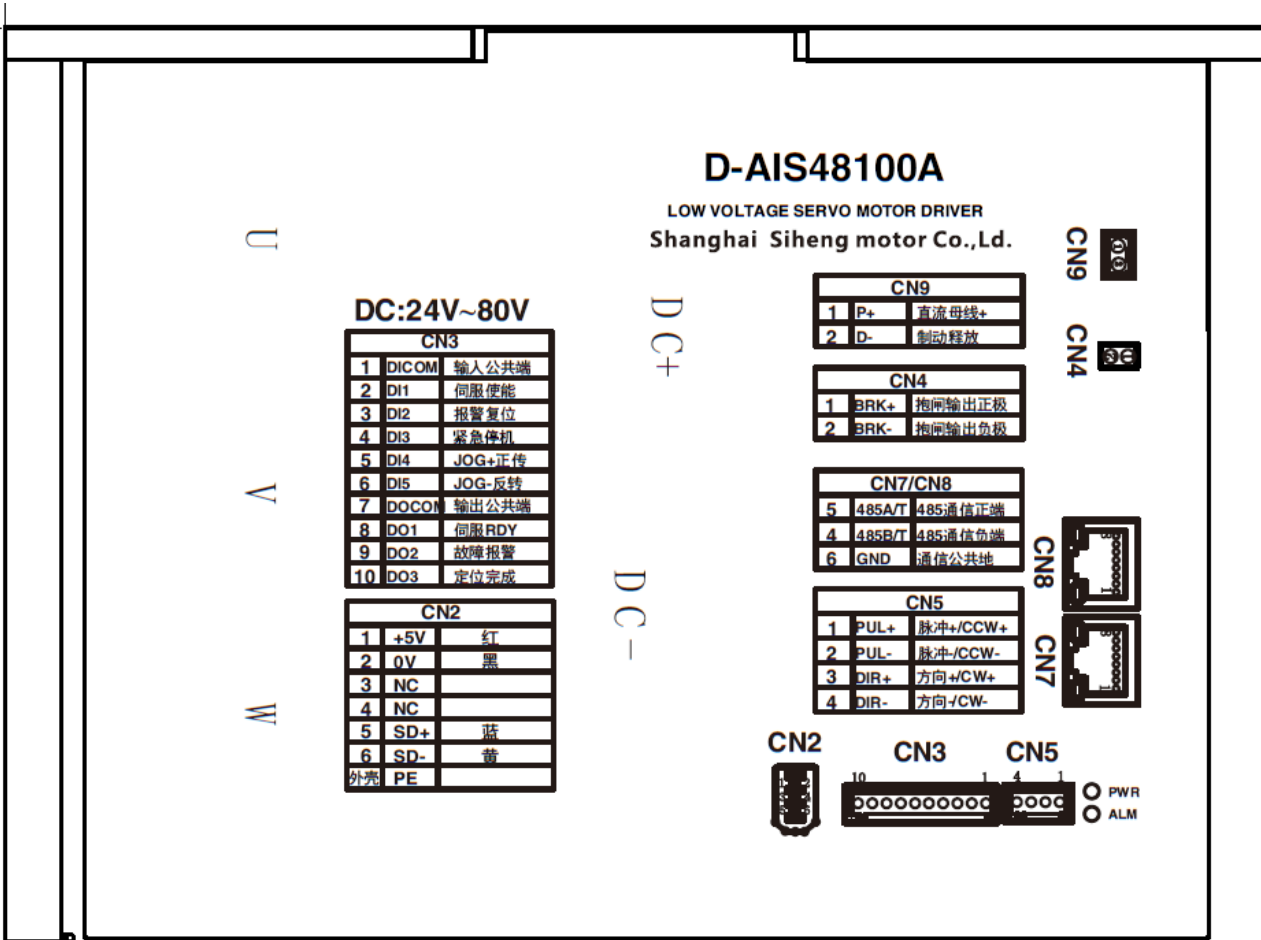 D-AIS48100A
LOW VOLTAGE SERVO MOTOR DRIVER
Shanghai Siheng motor Co.,Ld.
U
V
W
DC+
DC-
DC:24V~80V
CN3
1 DICOM 输入公共端
2 DI1 伺服使能
3 DI2 报警复位
4 DI3 紧急停机
5 DI4 JOG+正传
6 DI5 JOG-反转
7 DOCOM 输出公共端
8 DO1 伺服RDY
9 DO2 故障报警
10 DO3 定位完成
CN2
1 +5V 红
2 0V 黑
3 NC
4 NC
5 SD+ 蓝
6 SD- 黄
外壳 PE
CN9
1 P+ 直流母线+
2 D- 制动释放
CN4
1 BRK+ 抱闸输出正极
2 BRK- 抱闸输出负极
CN7/CN8
5 485A/T 485通信正端
4 485B/T 485通信负端
6 GND 通信公共地
CN5
1 PUL+ 脉冲+/CCW+
2 PUL- 脉冲-/CCW-
3 DIR+ 方向+/CW+
4 DIR- 方向-/CW-
CN9
CN4
CN8
8 1
CN7
8 1
CN2
CN3
10 1
CN5
4 1
PWR
ALM